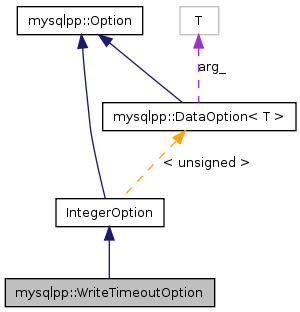 mysqlpp::Option
T
arg_
mysqlpp::DataOption< T >
< unsigned >
IntegerOption
mysqlpp::WriteTimeoutOption